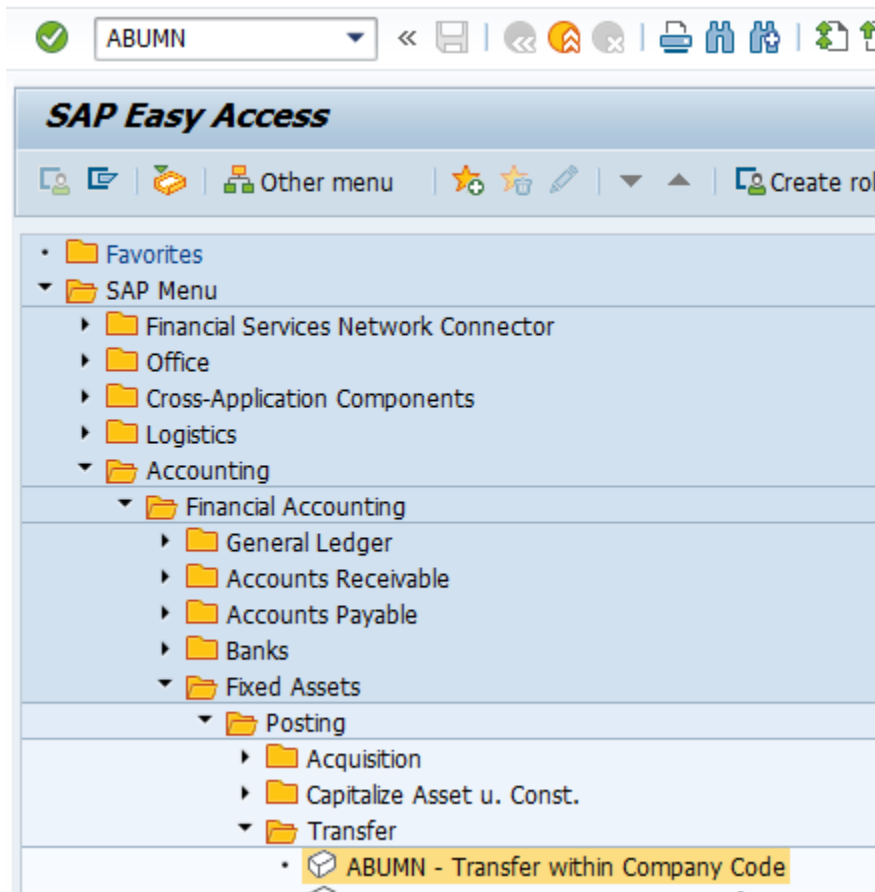 ABUMN
SAP Easy Access
Other menu
Create rol
Favorites
SAP Menu
Financial Services Network Connector
Office
Cross-Application Components
Logistics
Accounting
Financial Accounting
General Ledger
Accounts Receivable
Accounts Payable
Banks
Fixed Assets
Posting
Acquisition
Capitalize Asset u. Const.
Transfer
ABUMN - Transfer within Company Code